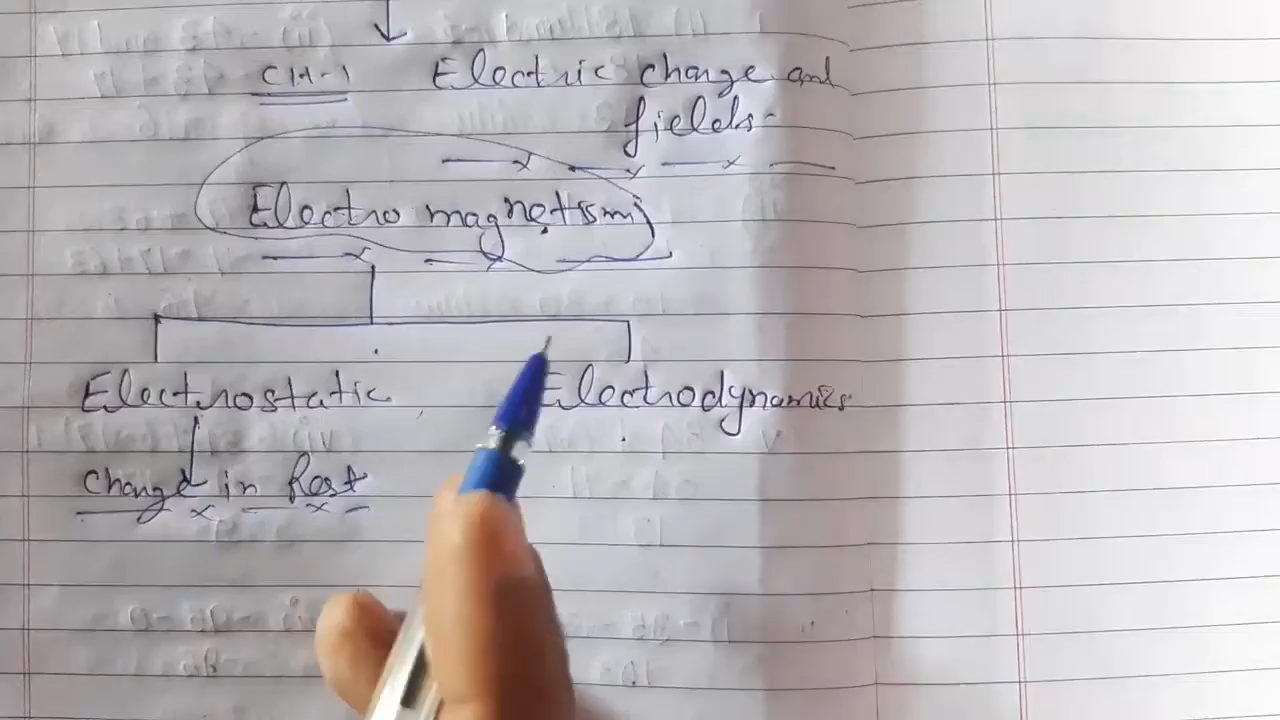 CH-1 Electric charge and
fields-
Electro magnetism
Electrostatic Electrodynamics
Charge in Rest